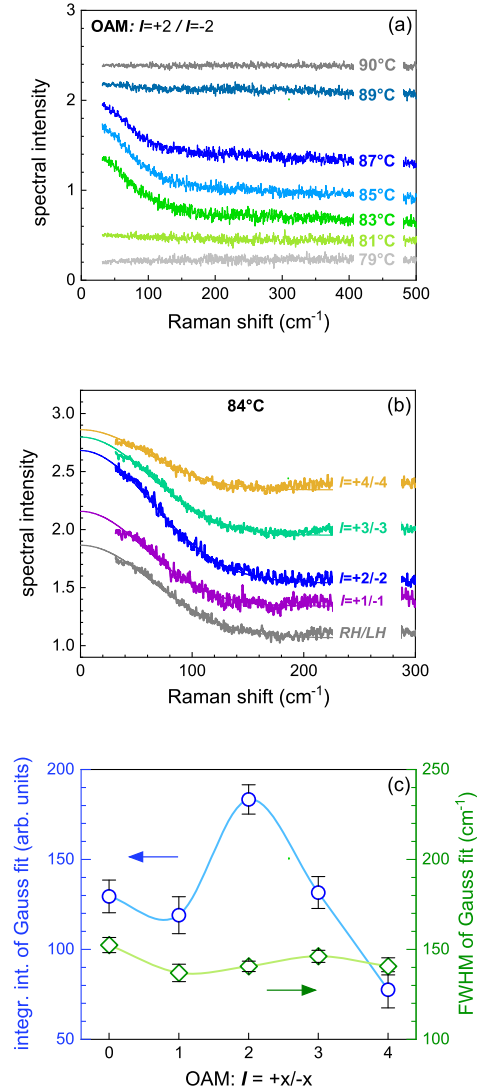 (a)
OAM: l=+2 / l=-2
3
2
1
0
spectral intensity
90°C
89°C
87°C
85°C
83°C
81°C
79°C
0 100 200 300 400 500
Raman shift (cm-1)
(b)
84°C
3.0
2.5
2.0
1.5
1.0
spectral intensity
l=+4/-4
l=+3/-3
l=+2/-2
l=+1/-1
RH/LH
0 100 200 300
Raman shift (cm-1)
(c)
200
150
100
50
integr. int. of Gauss fit (arb. units)
250
200
150
100
FWHM of Gauss fit (cm-1)
0 1 2 3 4
OAM: l = +x/-x